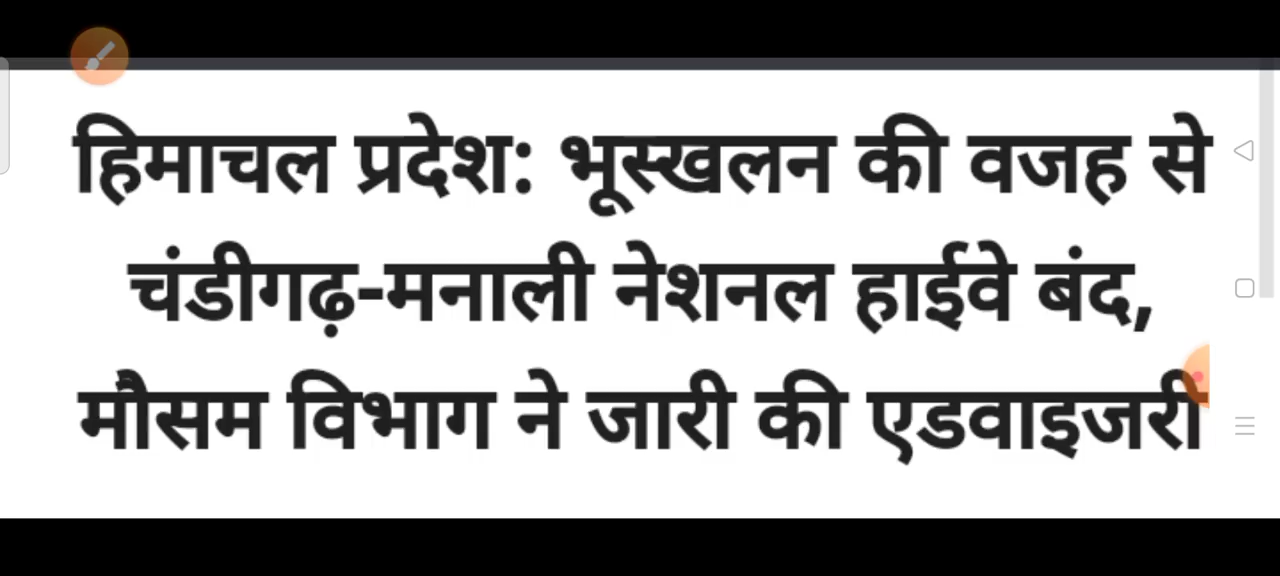 हिमाचल प्रदेश: भूस्खलन की वजह से
चंडीगढ़-मनाली नेशनल हाईवे बंद,
मौसम विभाग ने जारी की एडवाइजरी